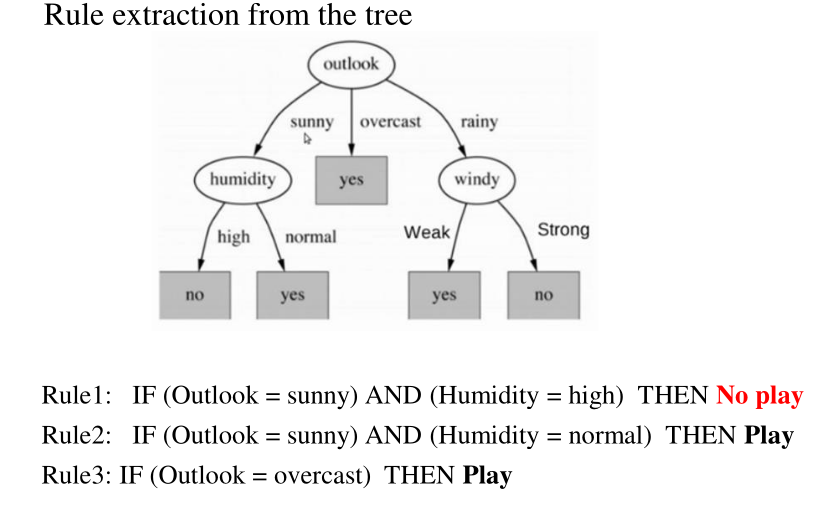 Rule extraction from the tree
outlook
sunny overcast rainy
humidity yes windy
high normal Weak Strong
no yes yes no
Rule1: IF (Outlook = sunny) AND (Humidity = high) THEN No play
Rule2: IF (Outlook = sunny) AND (Humidity = normal) THEN Play
Rule3: IF (Outlook = overcast) THEN Play